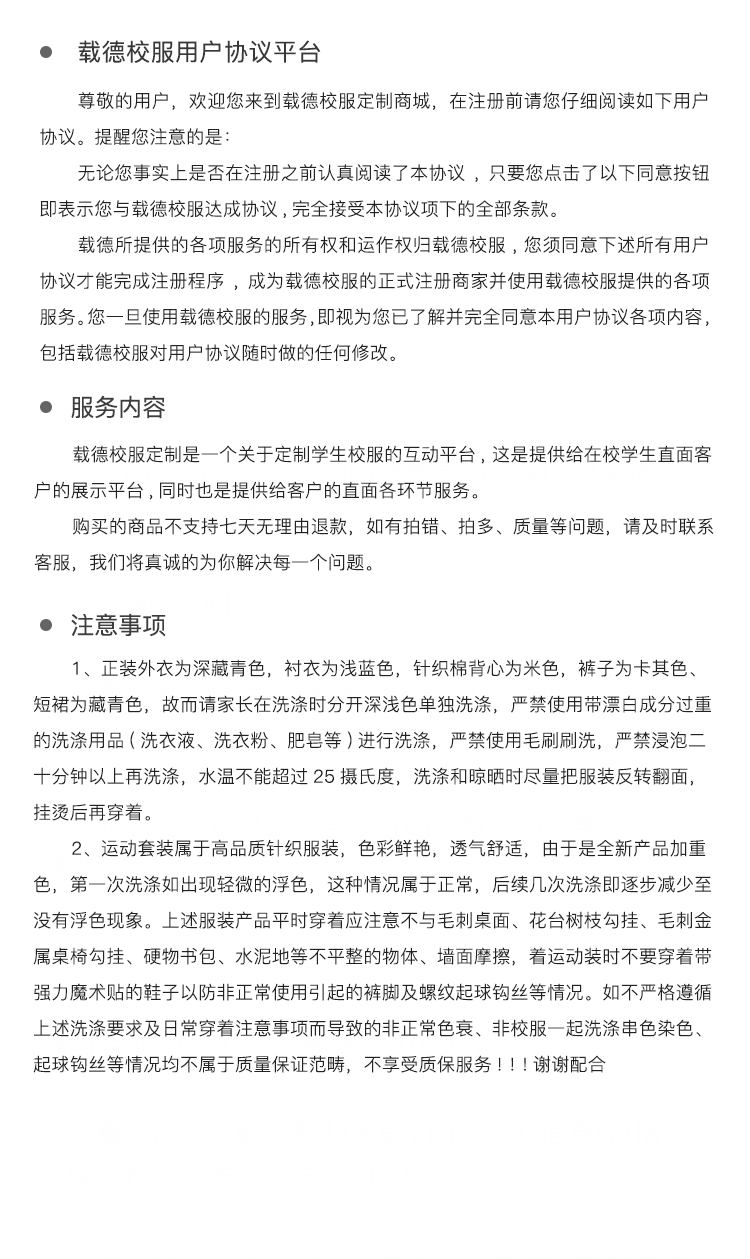 ● 载德校服用户协议平台
尊敬的用户，欢迎您来到载德校服定制商城，在注册前请您仔细阅读如下用户
协议。提醒您注意的是：
无论您事实上是否在注册之前认真阅读了本协议，只要您点击了以下同意按钮
即表示您与载德校服达成协议,完全接受本协议项下的全部条款。
载德所提供的各项服务的所有权和运作权归载德校服,您须同意下述所有用户
协议才能完成注册程序，成为载德校服的正式注册商家并使用载德校服提供的各项
服务。您一旦使用载德校服的服务,即视为您已了解并完全同意本用户协议各项内容,
包括载德校服对用户协议随时做的任何修改。
● 服务内容
载德校服定制是一个关于定制学生校服的互动平台,这是提供给在校学生直面客
户的展示平台,同时也是提供给客户的直面各环节服务。
购买的商品不支持七天无理由退款，如有拍错、拍多、质量等问题，请及时联系
客服，我们将真诚的为你解决每一个问题。
● 注意事项
1、正装外衣为深藏青色，衬衣为浅蓝色，针织棉背心为米色，裤子为卡其色、
短裙为藏青色，故而请家长在洗涤时分开深浅色单独洗涤，严禁使用带漂白成分过重
的洗涤用品(洗衣液、洗衣粉、肥皂等)进行洗涤，严禁使用毛刷刷洗，严禁浸泡二
十分钟以上再洗涤，水温不能超过 25 摄氏度，洗涤和晾晒时尽量把服装反转翻面，
挂烫后再穿着。
2、运动套装属于高品质针织服装，色彩鲜艳，透气舒适，由于是全新产品加重
色，第一次洗涤如出现轻微的浮色，这种情况属于正常，后续几次洗涤即逐步减少至
没有浮色现象。上述服装产品平时穿着应注意不与毛刺桌面、花台树枝勾挂、毛刺金
属桌椅勾挂、硬物书包、水泥地等不平整的物体、墙面摩擦，着运动装时不要穿着带
强力魔术贴的鞋子以防非正常使用引起的裤脚及螺纹起球钩丝等情况。如不严格遵循
上述洗涤要求及日常穿着注意事项而导致的非正常色衰、非校服一起洗涤串色染色、
起球钩丝等情况均不属于质量保证范畴，不享受质保服务!!!谢谢配合